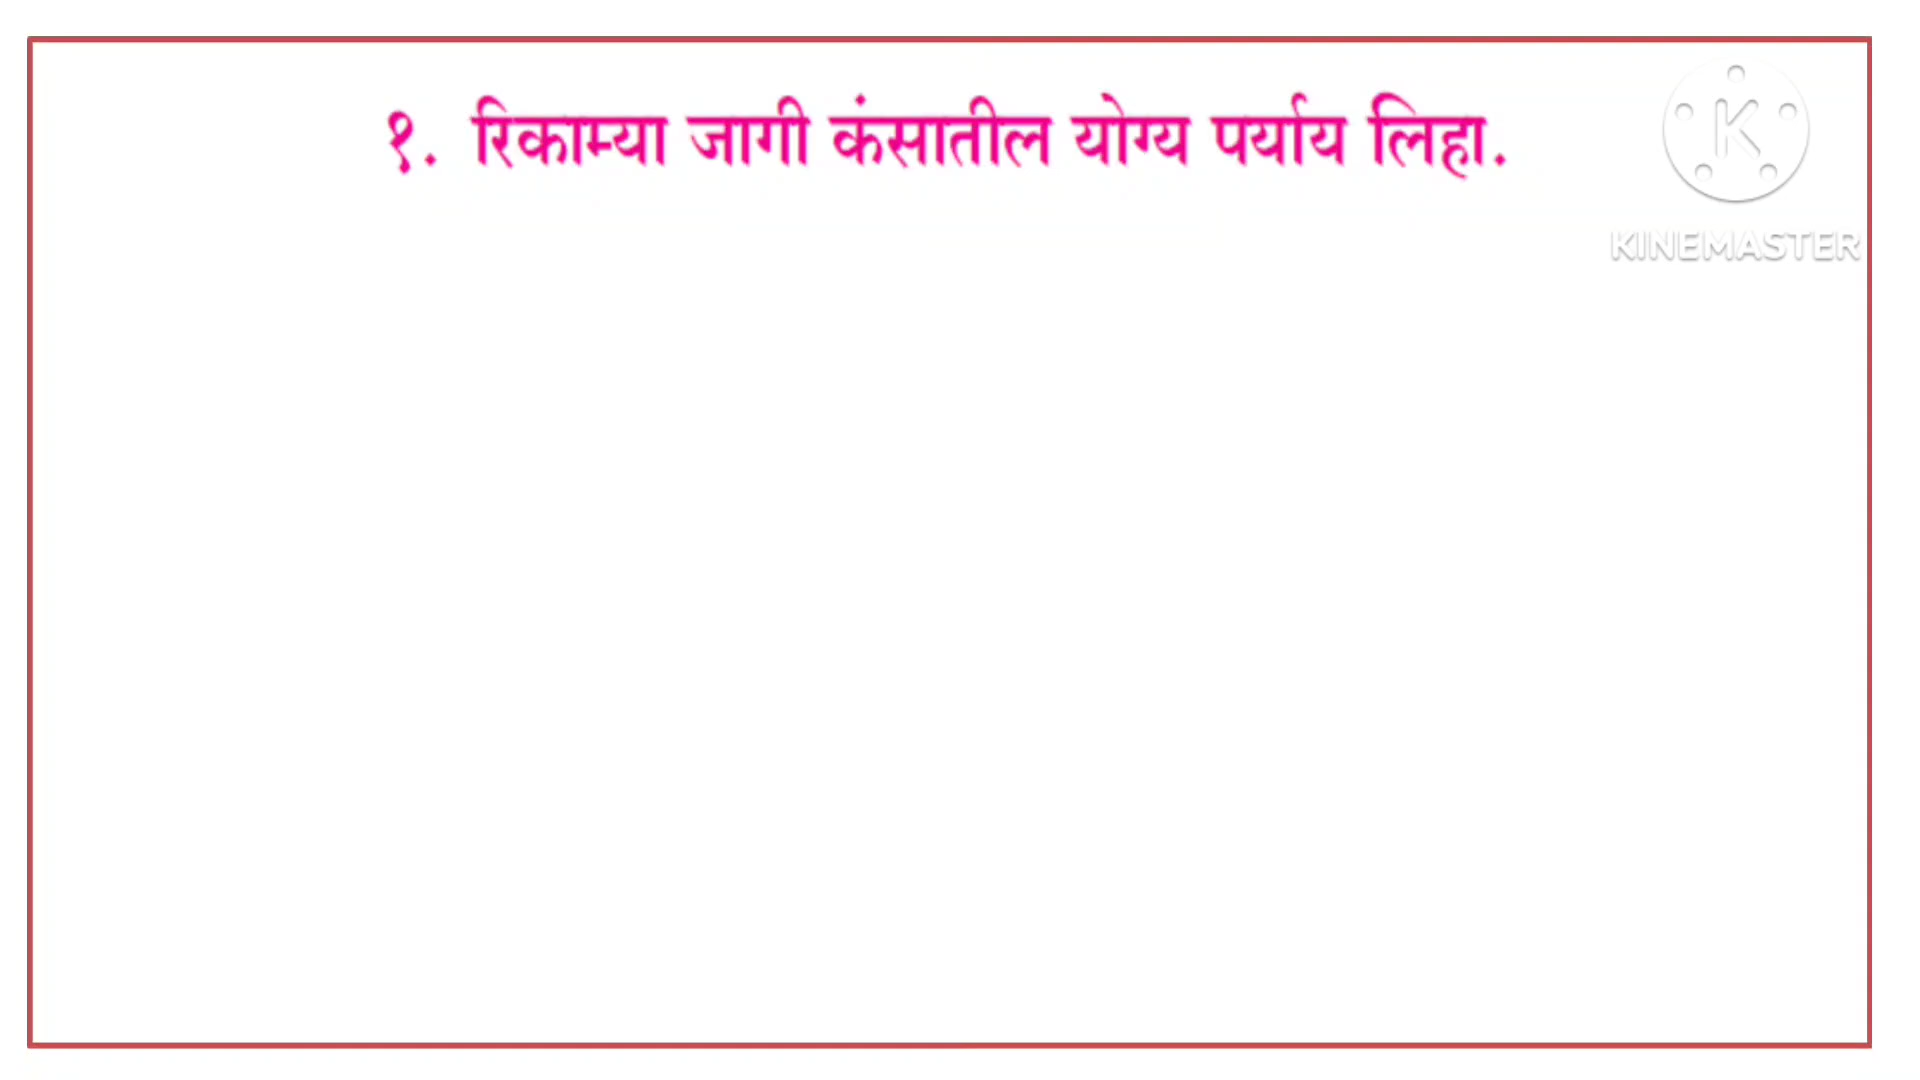 १. रिकाम्या जागी कंसातील योग्य पर्याय लिहा.
K
KINEMASTER